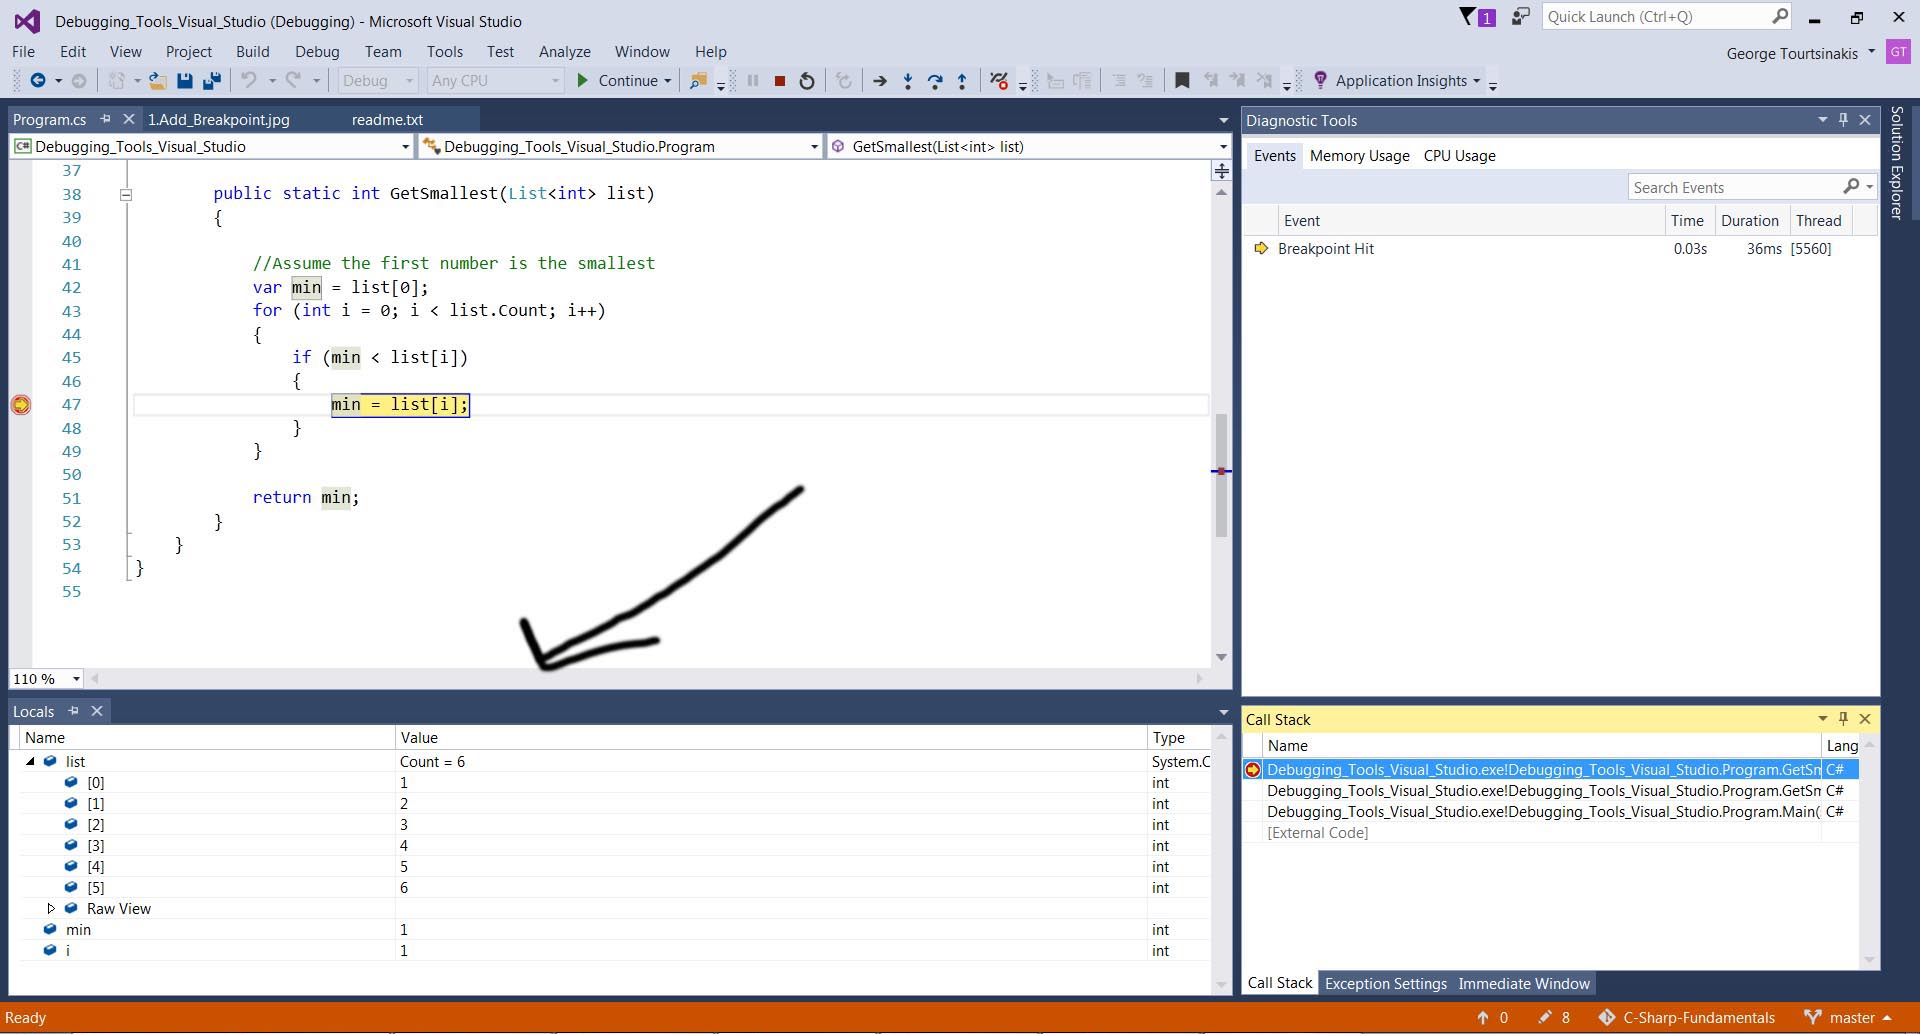 Debugging_Tools_Visual_Studio (Debugging) - Microsoft Visual Studio
1
Quick Launch (Ctrl+Q)
File Edit View Project Build Debug Team Tools Test Analyze Window Help
George Tourtsinakis
GT
Debug Any CPU Continue Application Insights
Program.cs 1.Add_Breakpoint.jpg readme.txt
C# Debugging_Tools_Visual_Studio Debugging_Tools_Visual_Studio.Program GetSmallest(List<int> list)
37
38 public static int GetSmallest(List<int> list)
39 {
40
41 //Assume the first number is the smallest
42 var min = list[0];
43 for (int i = 0; i < list.Count; i++)
44 {
45 if (min < list[i])
46 {
47 min = list[i];
48 }
49 }
50
51 return min;
52 }
53 }
54 }
55
110 %
Diagnostic Tools
Events Memory Usage CPU Usage
Search Events
Event Time Duration Thread
Breakpoint Hit 0.03s 36ms [5560]
Solution Explorer
Locals
Name Value Type
list Count = 6 System.C
[0] 1 int
[1] 2 int
[2] 3 int
[3] 4 int
[4] 5 int
[5] 6 int
Raw View
min 1 int
i 1 int
Call Stack
Name Lang
Debugging_Tools_Visual_Studio.exe!Debugging_Tools_Visual_Studio.Program.GetSm C#
Debugging_Tools_Visual_Studio.exe!Debugging_Tools_Visual_Studio.Program.GetSm C#
Debugging_Tools_Visual_Studio.exe!Debugging_Tools_Visual_Studio.Program.Main( C#
[External Code]
Call Stack Exception Settings Immediate Window
Ready
0 8 C-Sharp-Fundamentals master